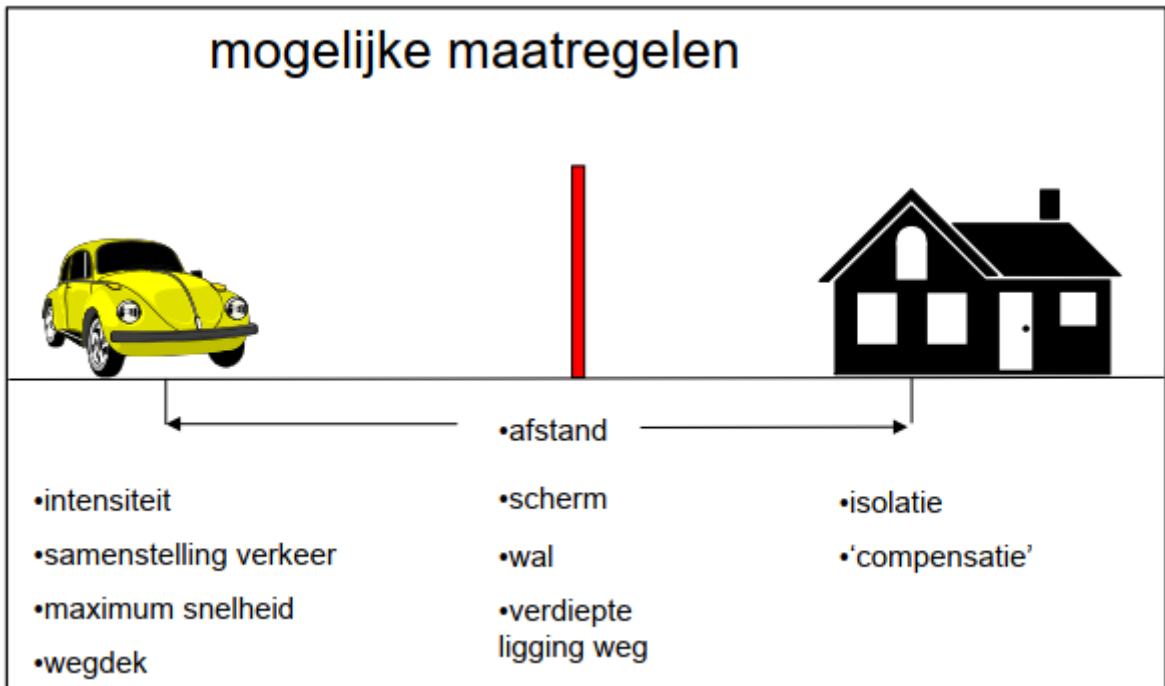 mogelijke maatregelen
•afstand
•intensiteit
•samenstelling verkeer
•maximum snelheid
•wegdek
•scherm
•wal
•verdiepte
ligging weg
•isolatie
•‘compensatie’